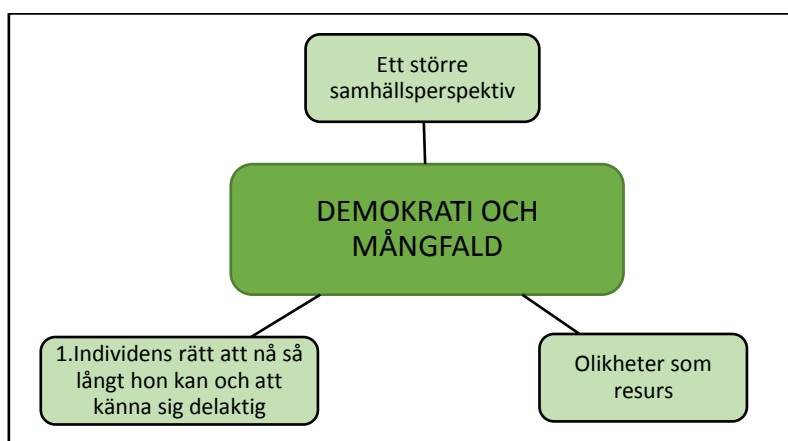 Ett större
samhällsperspektiv
DEMOKRATI OCH
MÅNGFALD
1.Individens rätt att nå så
långt hon kan och att
känna sig delaktig
Olikheter som
resurs